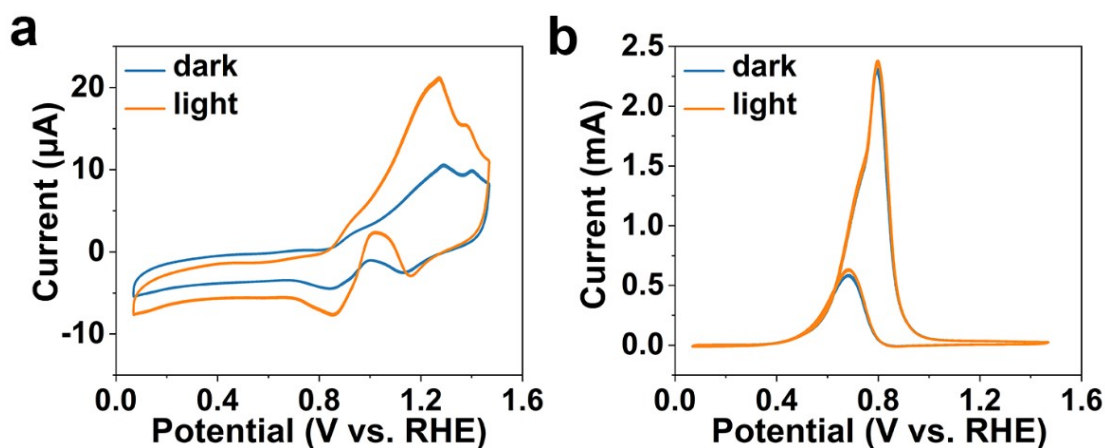 a
dark
light
20
10
0
-10
Current (μA)
0.0 0.4 0.8 1.2 1.6
Potential (V vs. RHE)
b
dark
light
2.5
2.0
1.5
1.0
0.5
0.0
Current (mA)
0.0 0.4 0.8 1.2 1.6
Potential (V vs. RHE)